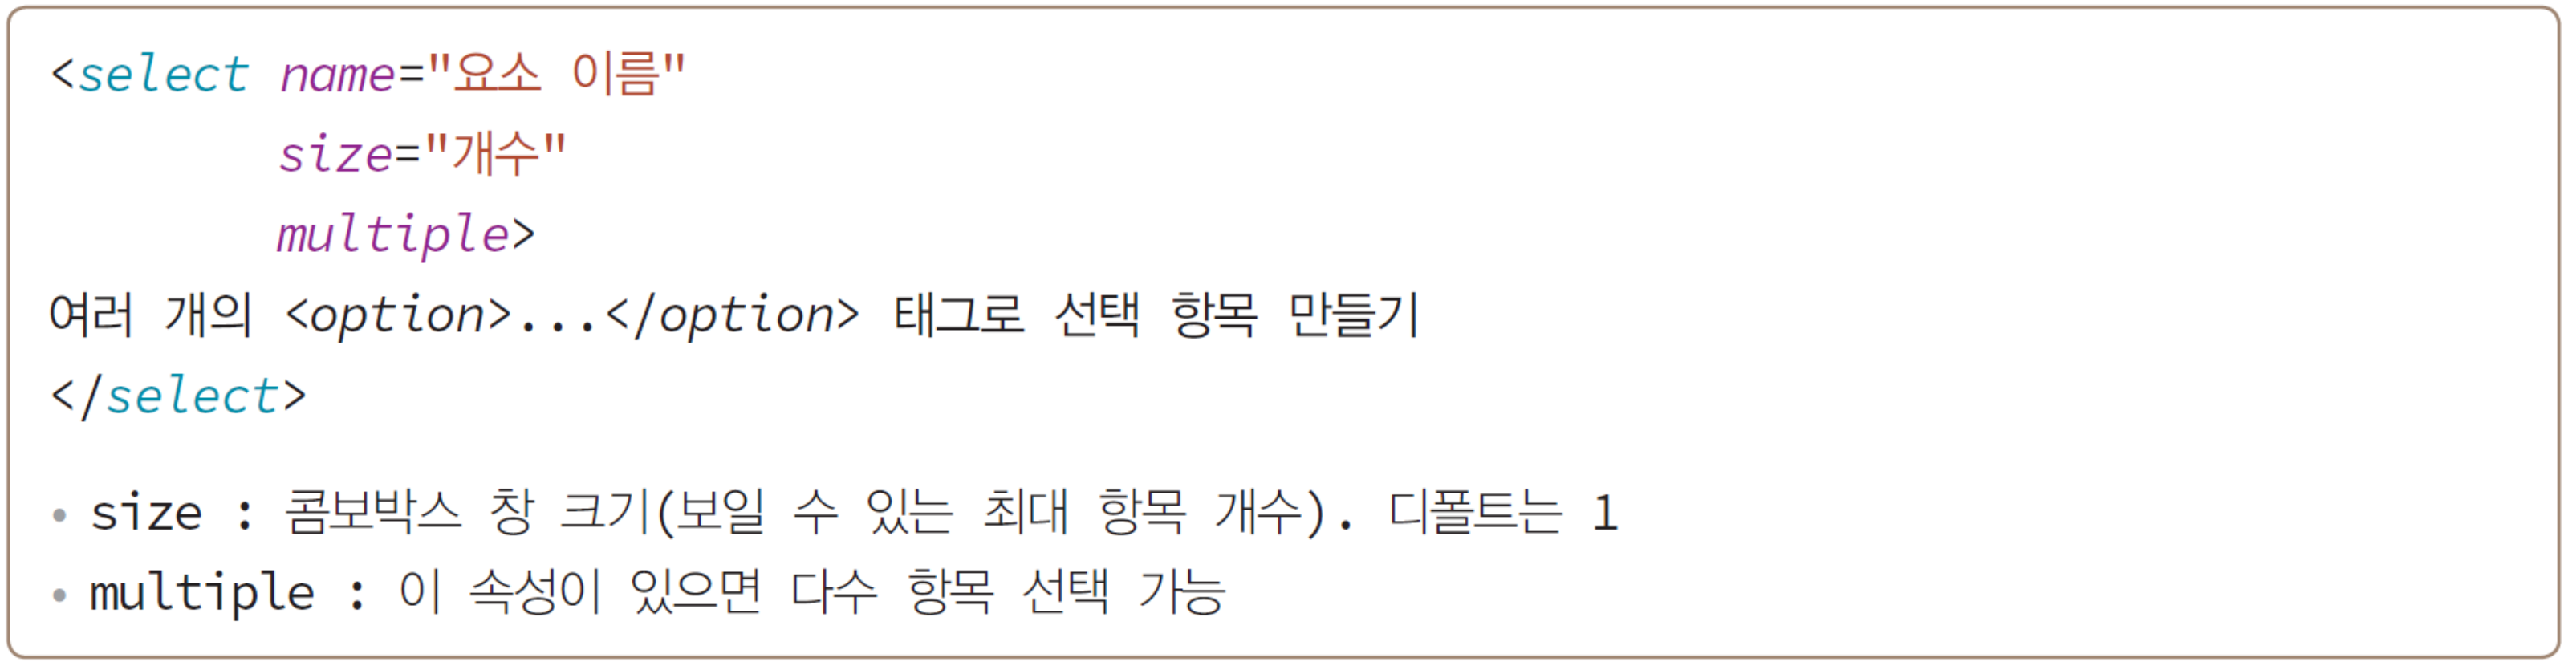 <select name="요소 이름"
size="개수"
multiple>
여러 개의 <option>...</option> 태그로 선택 항목 만들기
</select>
• size : 콤보박스 창 크기(보일 수 있는 최대 항목 개수). 디폴트는 1
• multiple : 이 속성이 있으면 다수 항목 선택 가능